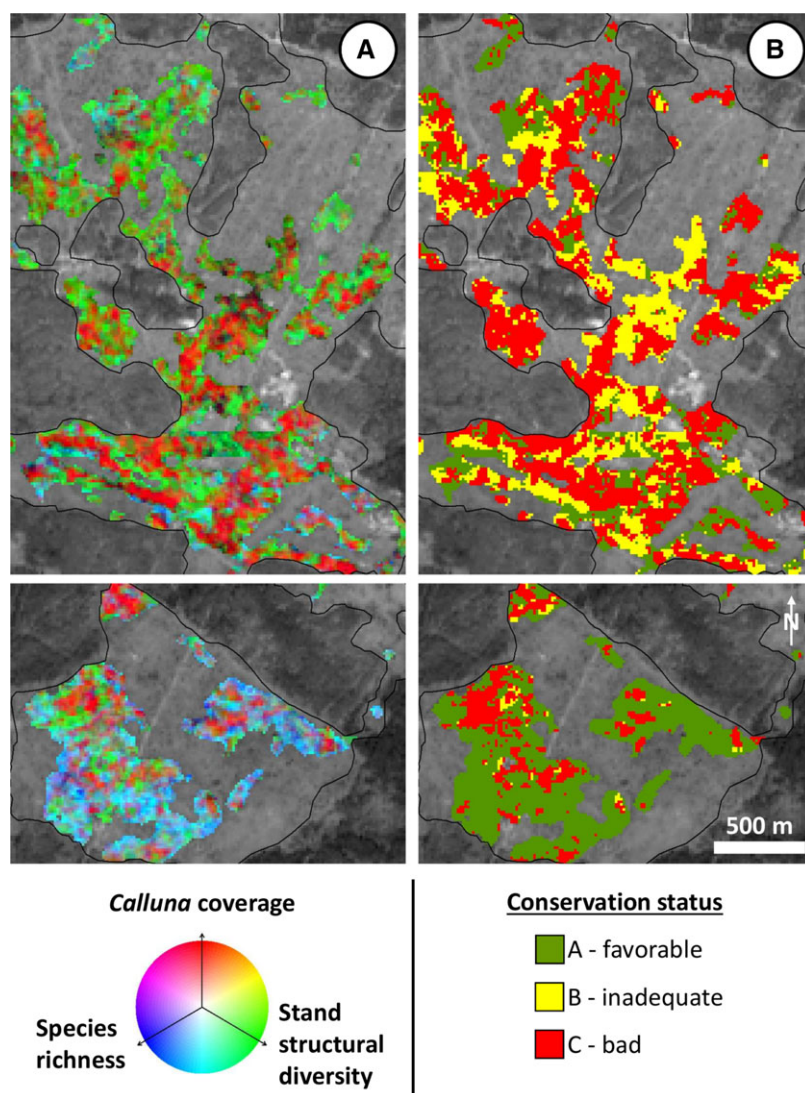 A
B
N
500 m
Calluna coverage
Species
richness
Stand
structural
diversity
Conservation status
A - favorable
B - inadequate
C - bad